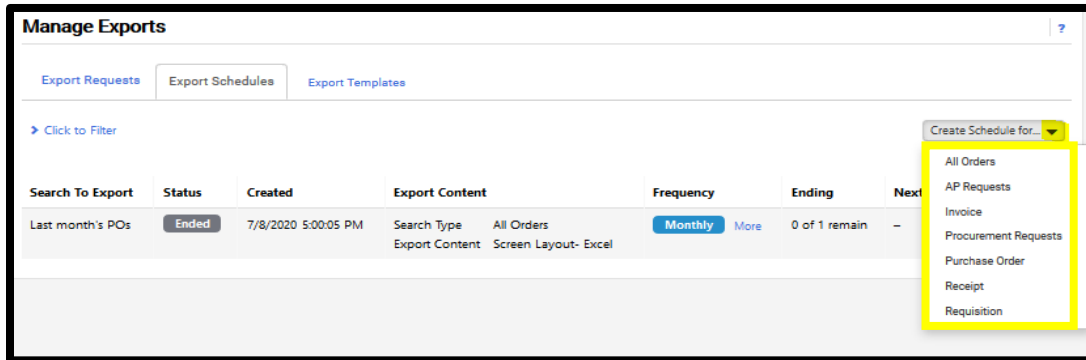 Manage Exports
?
Export Requests Export Schedules Export Templates
> Click to Filter
Create Schedule for...
All Orders
AP Requests
Invoice
Procurement Requests
Purchase Order
Receipt
Requisition
Search To Export Status Created Export Content Frequency Ending Next
Last month's POs Ended 7/8/2020 5:00:05 PM Search Type All Orders Monthly More 0 of 1 remain –
Export Content Screen Layout- Excel